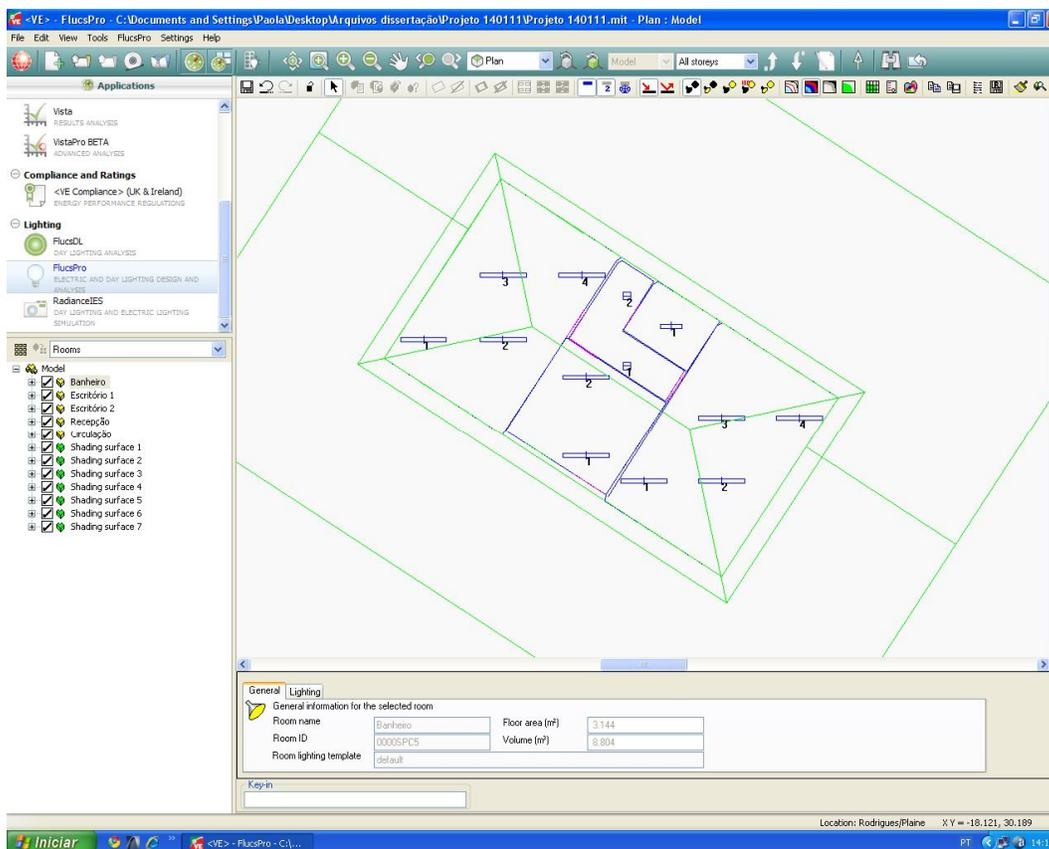 <VE> - FlucsPro - C:\Documents and Settings\Paola\Desktop\Arquivos dissertação\Projeto 140111\Projeto 140111.mit - Plan : Model
File Edit View Tools FlucsPro Settings Help
Plan Model All storeys
Applications
Vista
RESULTS ANALYSIS
VistaPro BETA
ADVANCED ANALYSIS
Compliance and Ratings
<VE Compliance> (UK & Ireland)
ENERGY PERFORMANCE REGULATIONS
Lighting
FlucsDL
DAY LIGHTING ANALYSIS
FlucsPro
ELECTRIC AND DAY LIGHTING DESIGN AND
ANALYSIS
RadianceIES
DAY LIGHTING AND ELECTRIC LIGHTING
SIMULATION
Rooms
Model
Banheiro
Escritório 1
Escritório 2
Recepção
Circulação
Shading surface 1
Shading surface 2
Shading surface 3
Shading surface 4
Shading surface 5
Shading surface 6
Shading surface 7
3 4
2
1
1 2
1
2
3 4
1
1 2
General Lighting
General information for the selected room
Room name Banheiro Floor area (m²) 3.144
Room ID 0000SPC5 Volume (m³) 8.804
Room lighting template default
Key-in
Location: Rodrigues/Plaine X Y = -18.121, 30.189
Iniciar <VE> - FlucsPro - C:\... PT 14:1